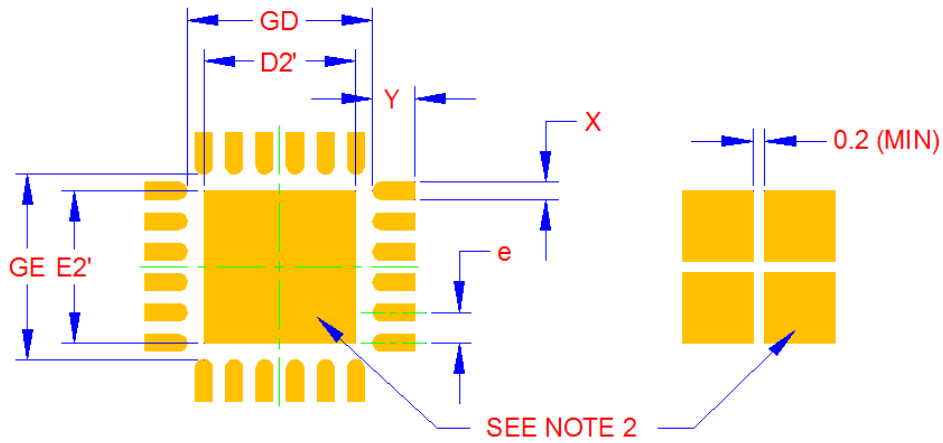 GD
D2'
Y
X
0.2 (MIN)
e
GE
E2'
SEE NOTE 2